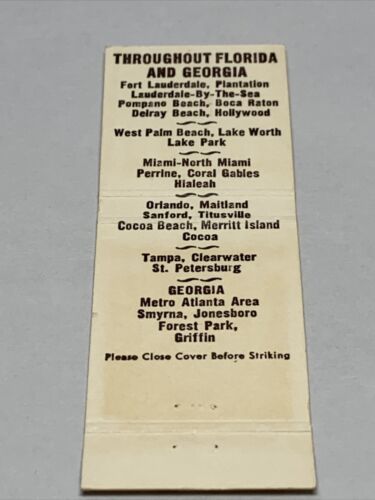 THROUGHOUT FLORIDA
AND GEORGIA
Fort Lauderdale, Plantation
Lauderdale-By-The-Sea
Pompano Beach, Boca Raton
Delray Beach, Hollywood
West Palm Beach, Lake Worth
Lake Park
Miami-North Miami
Perrine, Coral Gables
Hialeah
Orlando, Maitland
Sanford, Titusville
Cocoa Beach, Merritt Island
Cocoa
Tampa, Clearwater
St. Petersburg
GEORGIA
Metro Atlanta Area
Smyrna, Jonesboro
Forest Park,
Griffin
Please Close Cover Before Striking